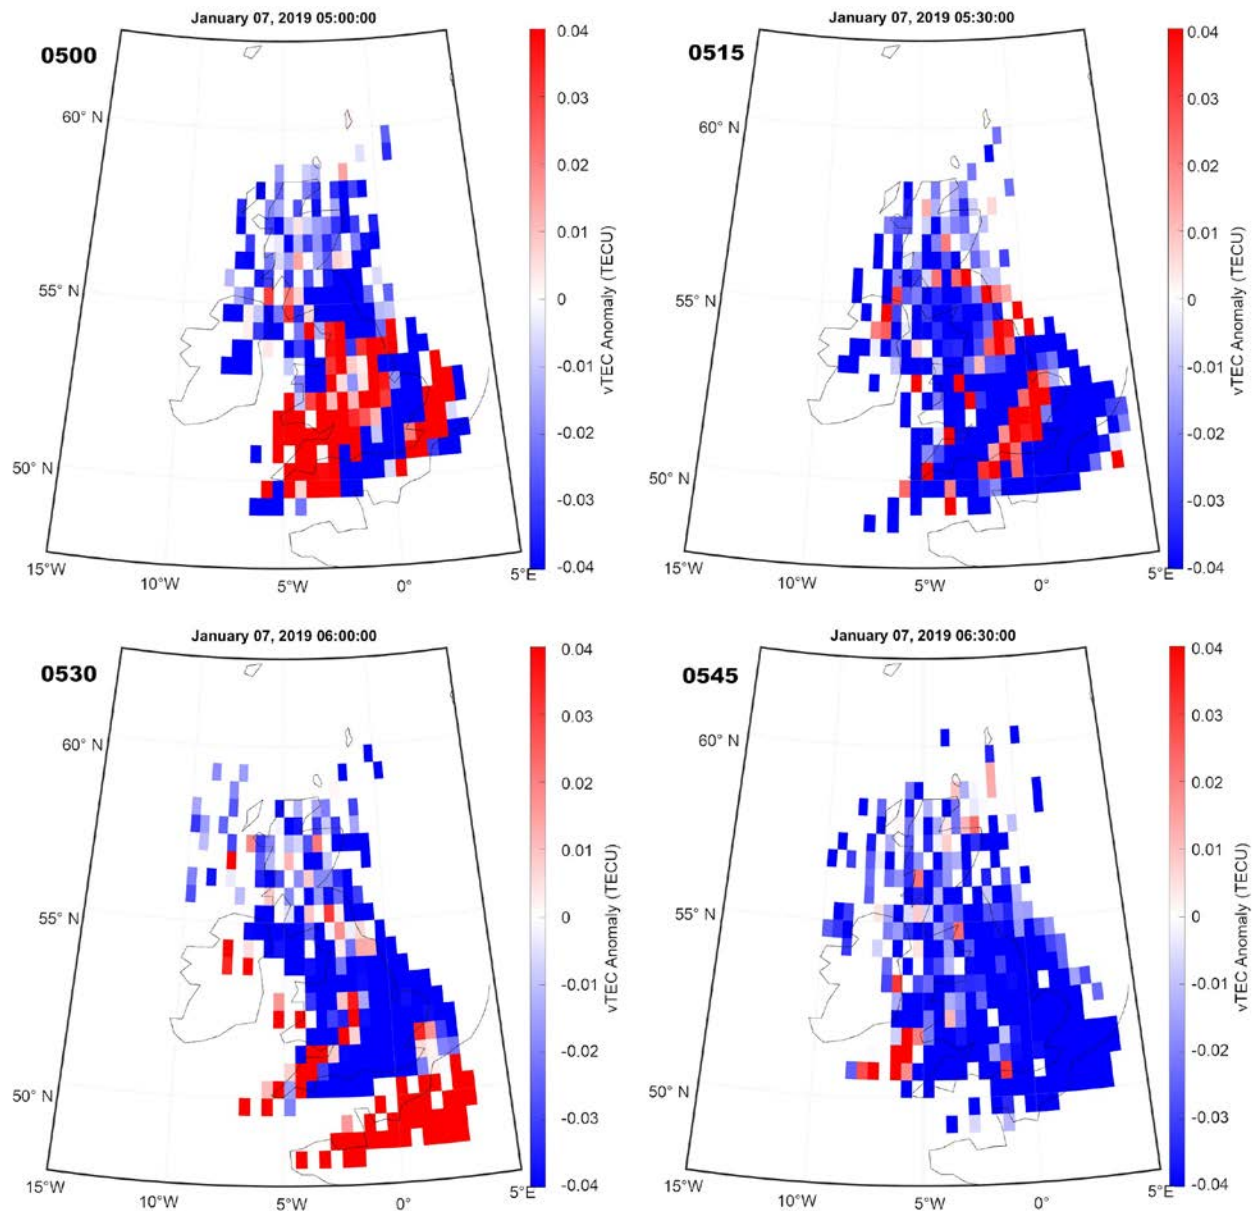 January 07, 2019 05:00:00
0500
60° N
55° N
50° N
15°W
10°W
5°W
0°
5°E
0.04
0.03
0.02
0.01
0
-0.01
-0.02
-0.03
-0.04
vTEC Anomaly (TECU)
January 07, 2019 05:30:00
0515
60° N
55° N
50° N
15°W
10°W
5°W
0°
5°E
0.04
0.03
0.02
0.01
0
-0.01
-0.02
-0.03
-0.04
vTEC Anomaly (TECU)
January 07, 2019 06:00:00
0530
60° N
55° N
50° N
15°W
10°W
5°W
0°
5°E
0.04
0.03
0.02
0.01
0
-0.01
-0.02
-0.03
-0.04
vTEC Anomaly (TECU)
January 07, 2019 06:30:00
0545
60° N
55° N
50° N
15°W
10°W
5°W
0°
5°E
0.04
0.03
0.02
0.01
0
-0.01
-0.02
-0.03
-0.04
vTEC Anomaly (TECU)